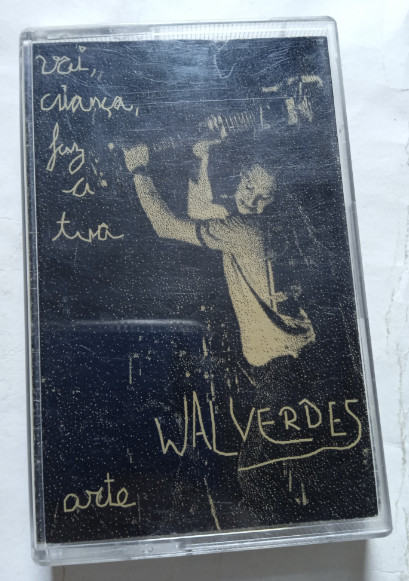 vai,
criança,
faz
a
tua
WALVERDES
arte